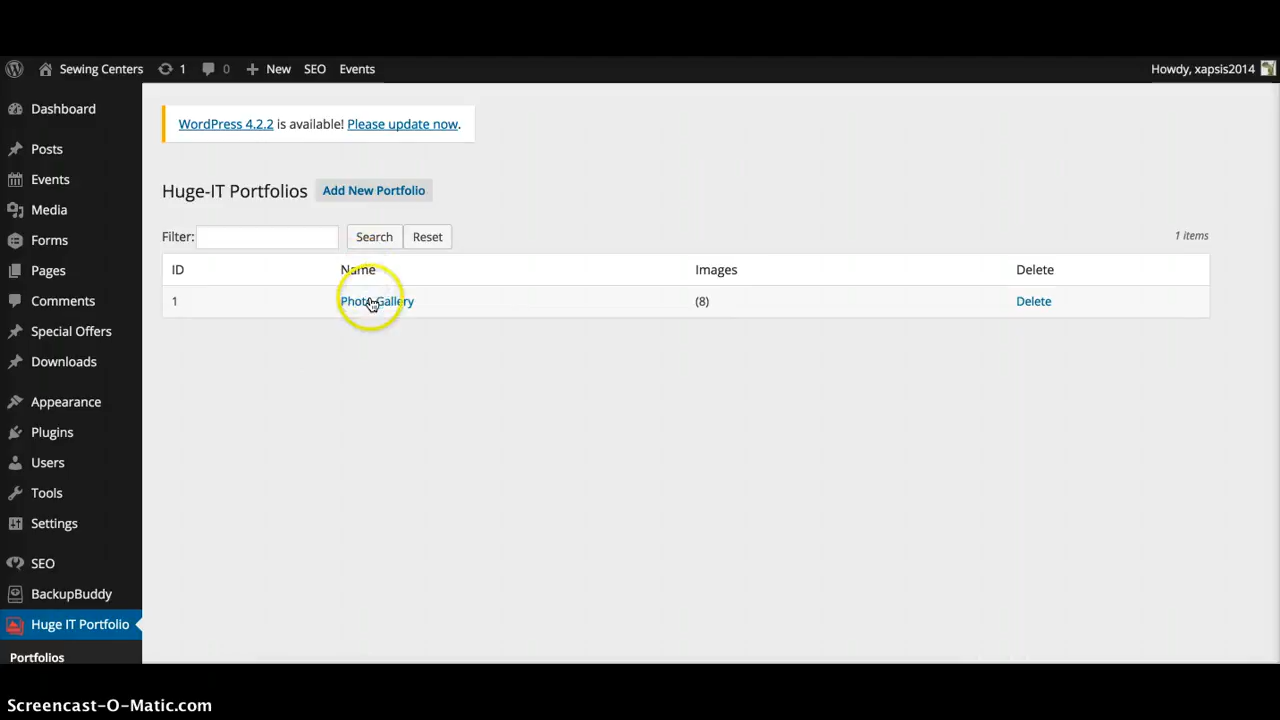 Sewing Centers 1 0 New SEO Events Howdy, xapsis2014
Dashboard
WordPress 4.2.2 is available! Please update now.
Posts
Events
Huge-IT Portfolios Add New Portfolio
Media
Forms
Filter: Search Reset 1 items
Pages
ID Name Images Delete
Comments
1 Photo Gallery (8) Delete
Special Offers
Downloads
Appearance
Plugins
Users
Tools
Settings
SEO
BackupBuddy
Huge IT Portfolio
Portfolios
Screencast-O-Matic.com